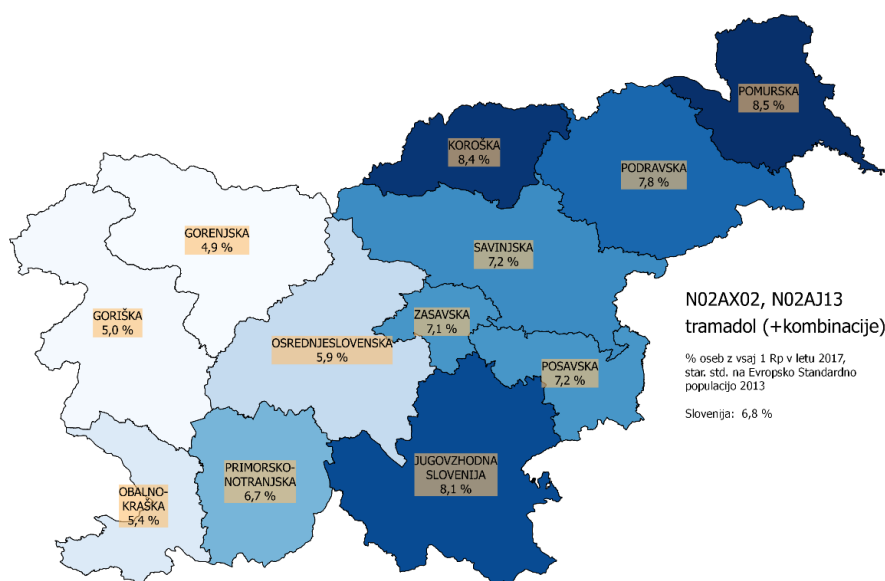 POMURSKA
8,5 %
KOROŠKA
8,4 %
PODRAVSKA
7,8 %
GORENJSKA
4,9 %
SAVINJSKA
7,2 %
GORIŠKA
5,0 %
ZASAVSKA
7,1 %
OSREDNJESLOVENSKA
5,9 %
POSAVSKA
7,2 %
JUGOVZHODNA
SLOVENIJA
8,1 %
PRIMORSKO-
NOTRANJSKA
6,7 %
OBALNO-
KRAŠKA
5,4 %
N02AX02, N02AJ13
tramadol (+kombinacije)
% oseb z vsaj 1 Rp v letu 2017,
star. std. na Evropsko Standardno
populacijo 2013
Slovenija: 6,8 %